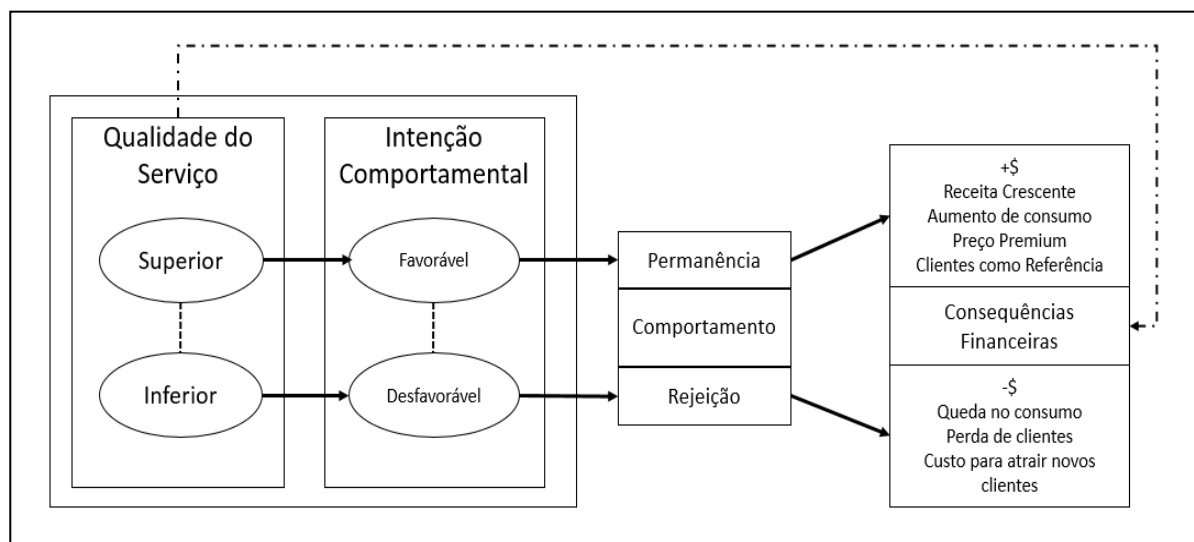 Qualidade do
Serviço
Superior
Inferior
Intenção
Comportamental
Favorável
Desfavorável
Permanência
Comportamento
Rejeição
+$
Receita Crescente
Aumento de consumo
Preço Premium
Clientes como Referência
Consequências
Financeiras
-$
Queda no consumo
Perda de clientes
Custo para atrair novos
clientes